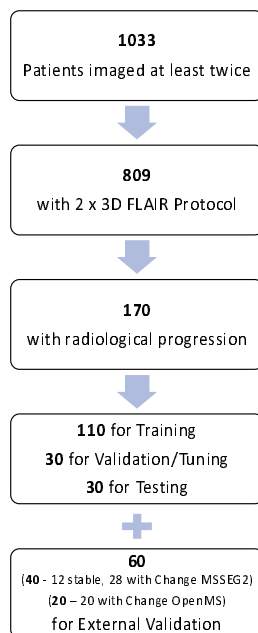 1033
Patients imaged at least twice
809
with 2 x 3D FLAIR Protocol
170
with radiological progression
110 for Training
30 for Validation/Tuning
30 for Testing
60
(40 - 12 stable, 28 with Change MSSEG2)
(20 – 20 with Change OpenMS)
for External Validation